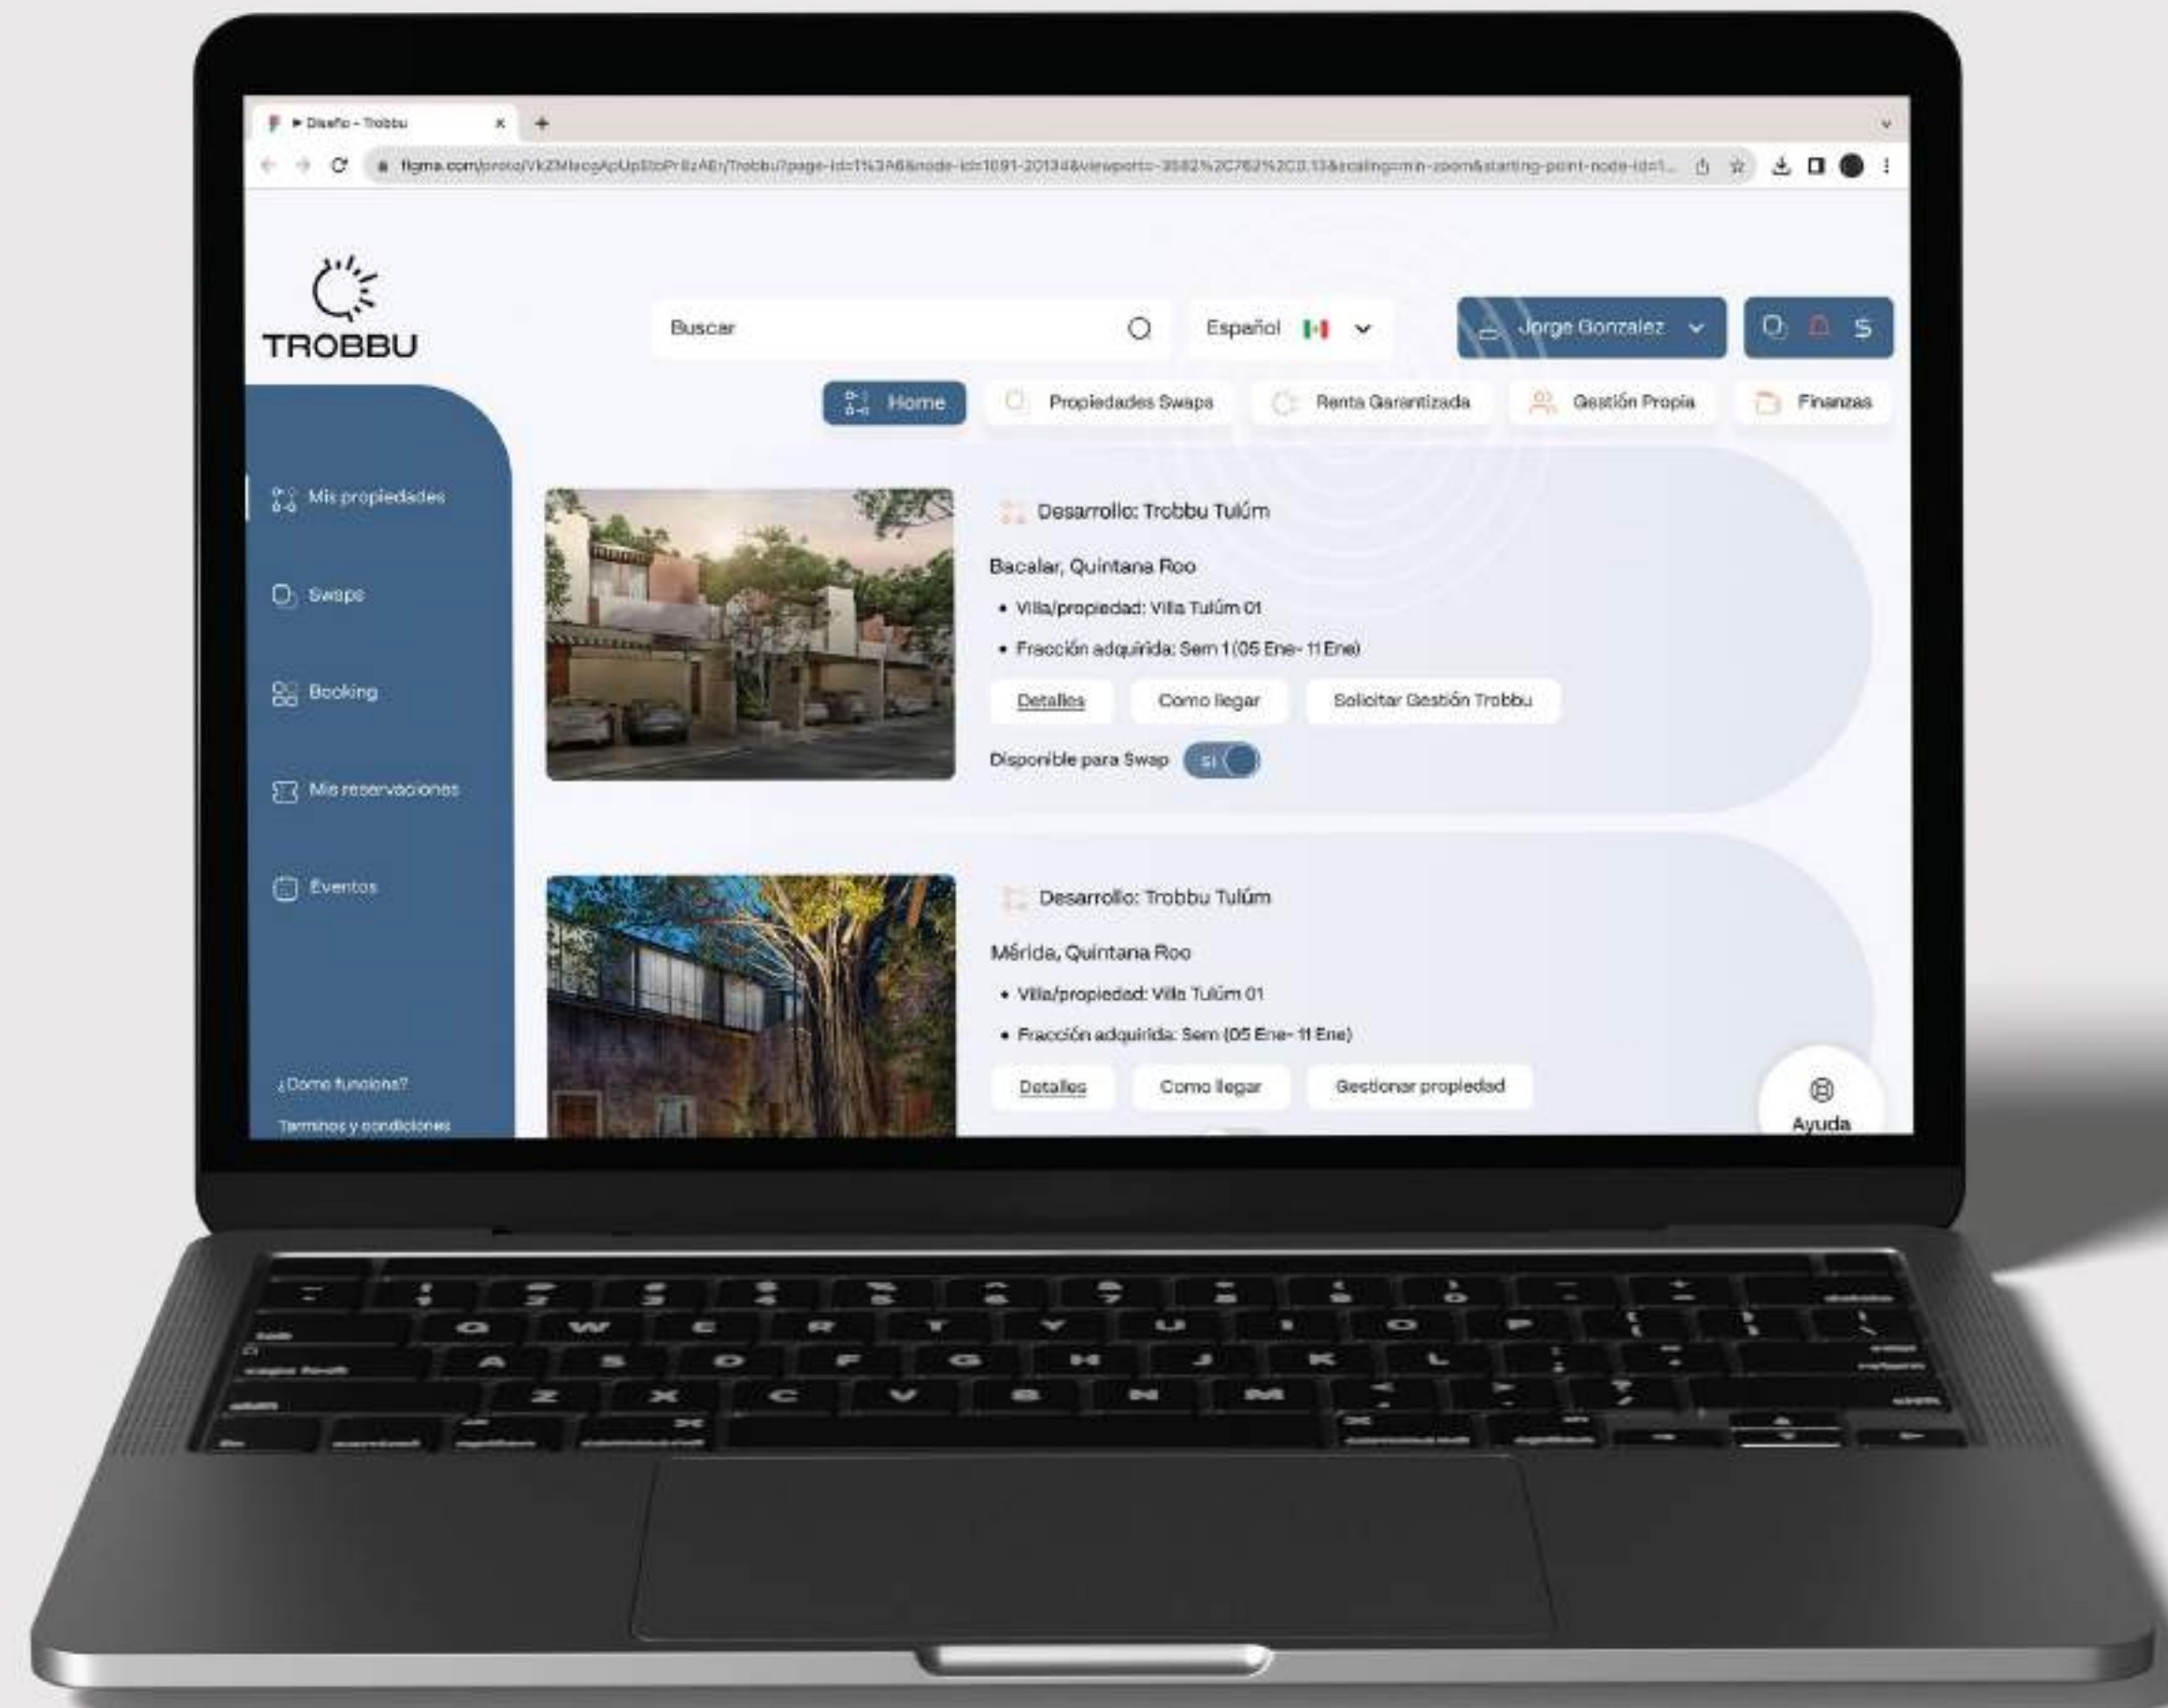 Diseño - Trobbu
TROBBU
Buscar
Español
Jorge Gonzalez
Home
Propiedades Swaps
Renta Garantizada
Gestión Propia
Finanzas
Mis propiedades
Swaps
Booking
Mis reservaciones
Eventos
¿Como funciona?
Terminos y condiciones
Desarrollo: Trobbu Tulúm
Bacalar, Quintana Roo
• Villa/propiedad: Villa Tulúm 01
• Fracción adquirida: Sem 1 (05 Ene- 11 Ene)
Detalles
Como llegar
Solicitar Gestión Trobbu
Disponible para Swap
SI
Desarrollo: Trobbu Tulúm
Mérida, Quintana Roo
• Villa/propiedad: Villa Tulúm 01
• Fracción adquirida: Sem (05 Ene- 11 Ene)
Detalles
Como llegar
Gestionar propiedad
Ayuda
tab
Q W E R T Y U I O P
A S D F G H J K L
Z X C V B N M